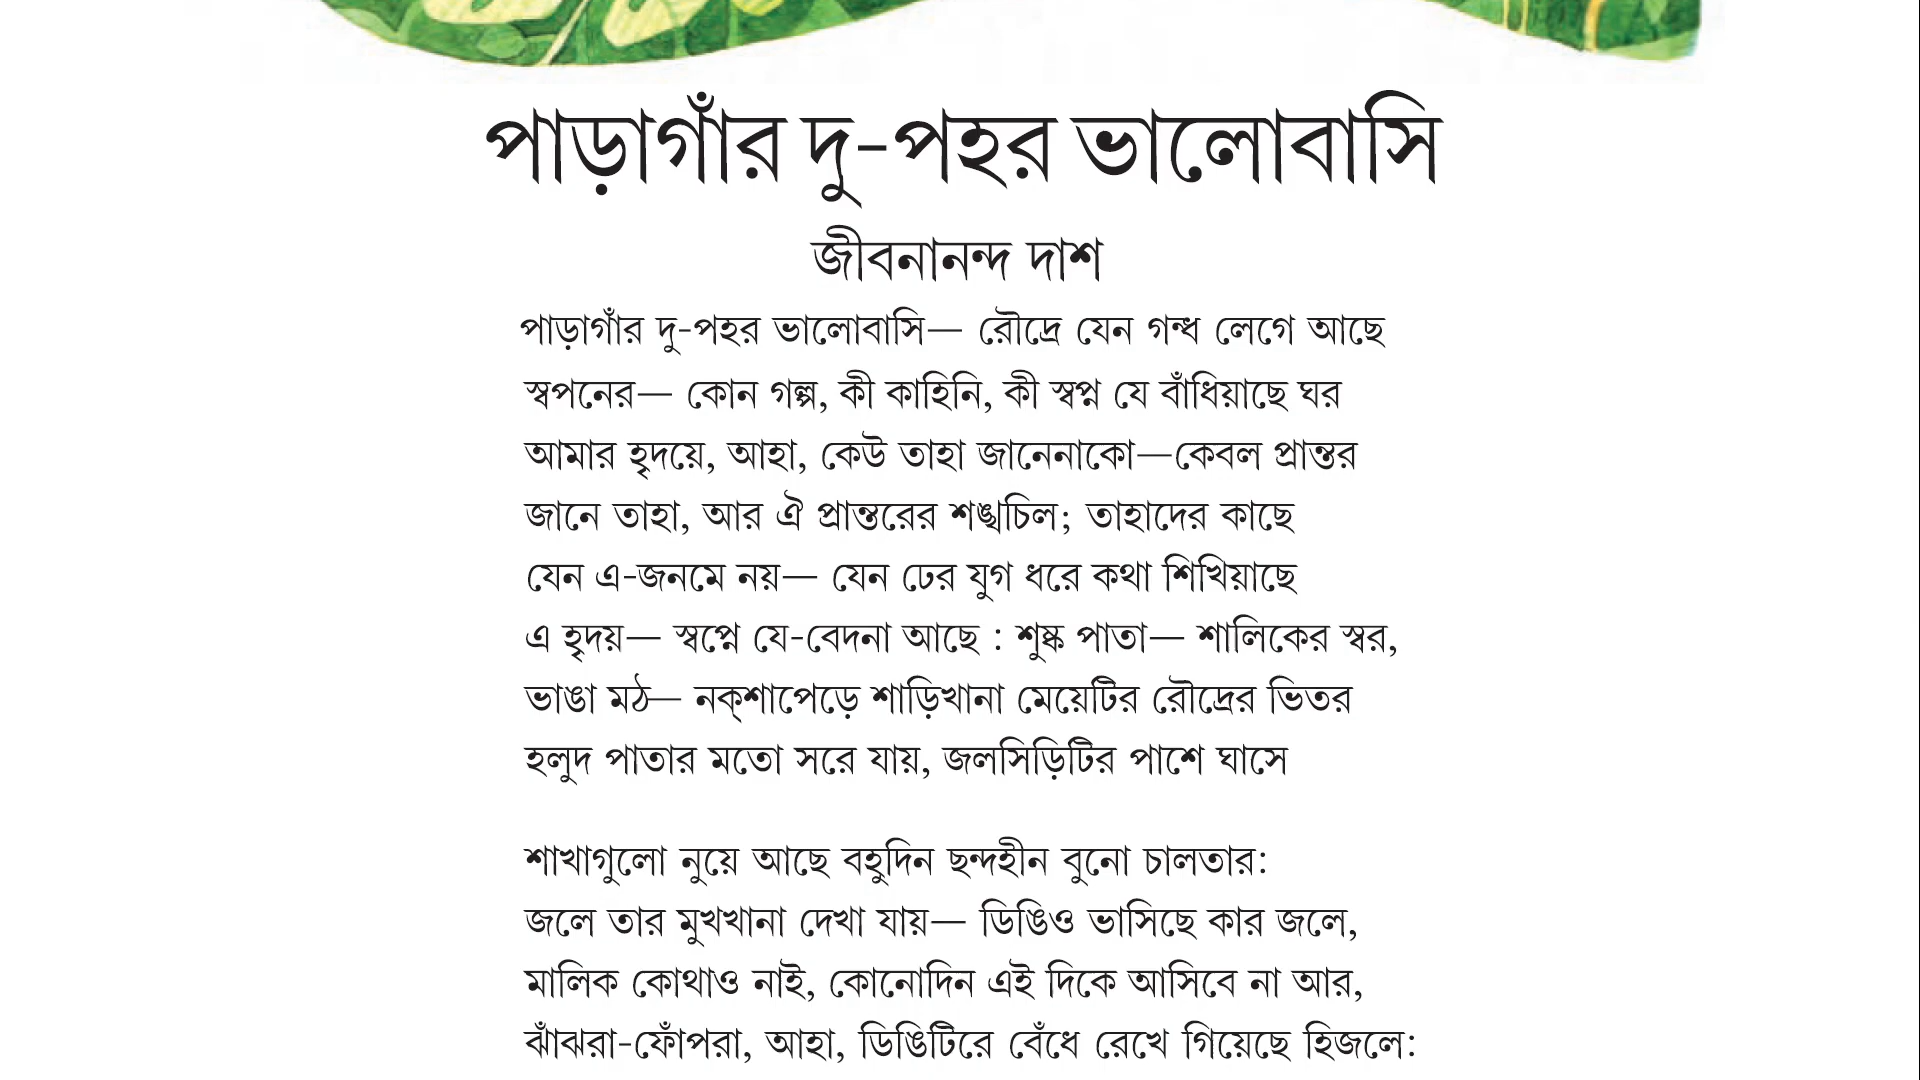 পাড়াগাঁর দু-পহর ভালোবাসি
জীবনানন্দ দাশ
পাড়াগাঁর দু-পহর ভালোবাসি— রৌদ্রে যেন গন্ধ লেগে আছে
স্বপনের— কোন গল্প, কী কাহিনি, কী স্বপ্ন যে বাঁধিয়াছে ঘর
আমার হৃদয়ে, আহা, কেউ তাহা জানেনাকো—কেবল প্রান্তর
জানে তাহা, আর ঐ প্রান্তরের শঙ্খচিল; তাহাদের কাছে
যেন এ-জনমে নয়— যেন ঢের যুগ ধরে কথা শিখিয়াছে
এ হৃদয়— স্বপ্নে যে-বেদনা আছে : শুষ্ক পাতা— শালিকের স্বর,
ভাঙা মঠ— নক্‌শাপেড়ে শাড়িখানা মেয়েটির রৌদ্রের ভিতর
হলুদ পাতার মতো সরে যায়, জলসিড়িটির পাশে ঘাসে
শাখাগুলো নুয়ে আছে বহুদিন ছন্দহীন বুনো চালতার:
জলে তার মুখখানা দেখা যায়— ডিঙিও ভাসিছে কার জলে,
মালিক কোথাও নাই, কোনোদিন এই দিকে আসিবে না আর,
ঝাঁঝরা-ফোঁপরা, আহা, ডিঙিটিরে বেঁধে রেখে গিয়েছে হিজলে: